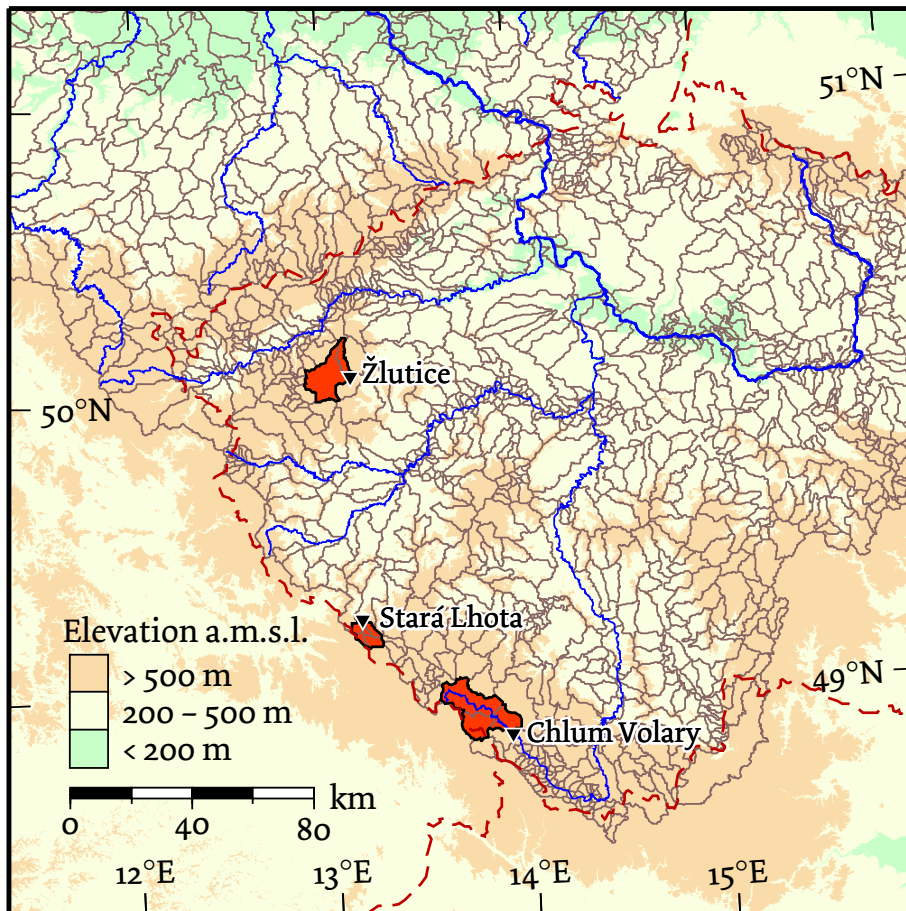 51°N
Žlutice
50°N
Stará Lhota
Elevation a.m.s.l.
> 500 m
49°N
200 – 500 m
Chlum Volary
< 200 m
km
0 40 80
12°E 13°E 14°E 15°E